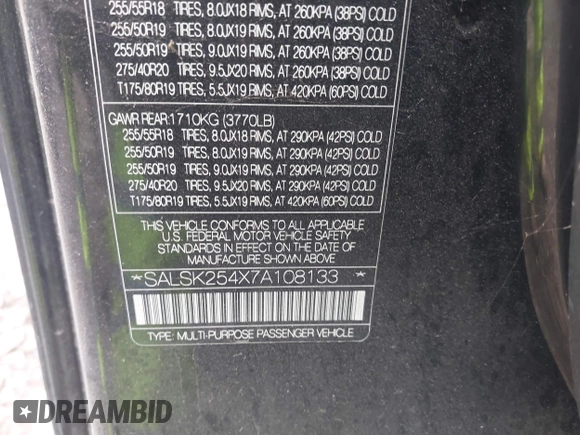 255/55R18 TIRES, 8.0JX18 RIMS, AT 260KPA (38PSI) COLD
255/50R19 TIRES, 8.0JX19 RIMS, AT 260KPA (38PSI) COLD
255/50R19 TIRES, 9.0JX19 RIMS, AT 260KPA (38PSI) COLD
275/40R20 TIRES, 9.5JX20 RIMS, AT 260KPA (38PSI) COLD
T175/80R19 TIRES, 5.5JX19 RIMS, AT 420KPA (60PSI) COLD
GAWR REAR:1710KG (3770LB)
255/55R18 TIRES, 8.0JX18 RIMS, AT 290KPA (42PSI) COLD
255/50R19 TIRES, 8.0JX19 RIMS, AT 290KPA (42PSI) COLD
255/50R19 TIRES, 9.0JX19 RIMS, AT 290KPA (42PSI) COLD
275/40R20 TIRES, 9.5JX20 RIMS, AT 290KPA (42PSI) COLD
T175/80R19 TIRES, 5.5JX19 RIMS, AT 420KPA (60PSI) COLD
THIS VEHICLE CONFORMS TO ALL APPLICABLE
U.S. FEDERAL MOTOR VEHICLE SAFETY
STANDARDS IN EFFECT ON THE DATE OF
MANUFACTURE SHOWN ABOVE.
*SALSK254X7A108133 *
TYPE: MULTI-PURPOSE PASSENGER VEHICLE
DREAMBID